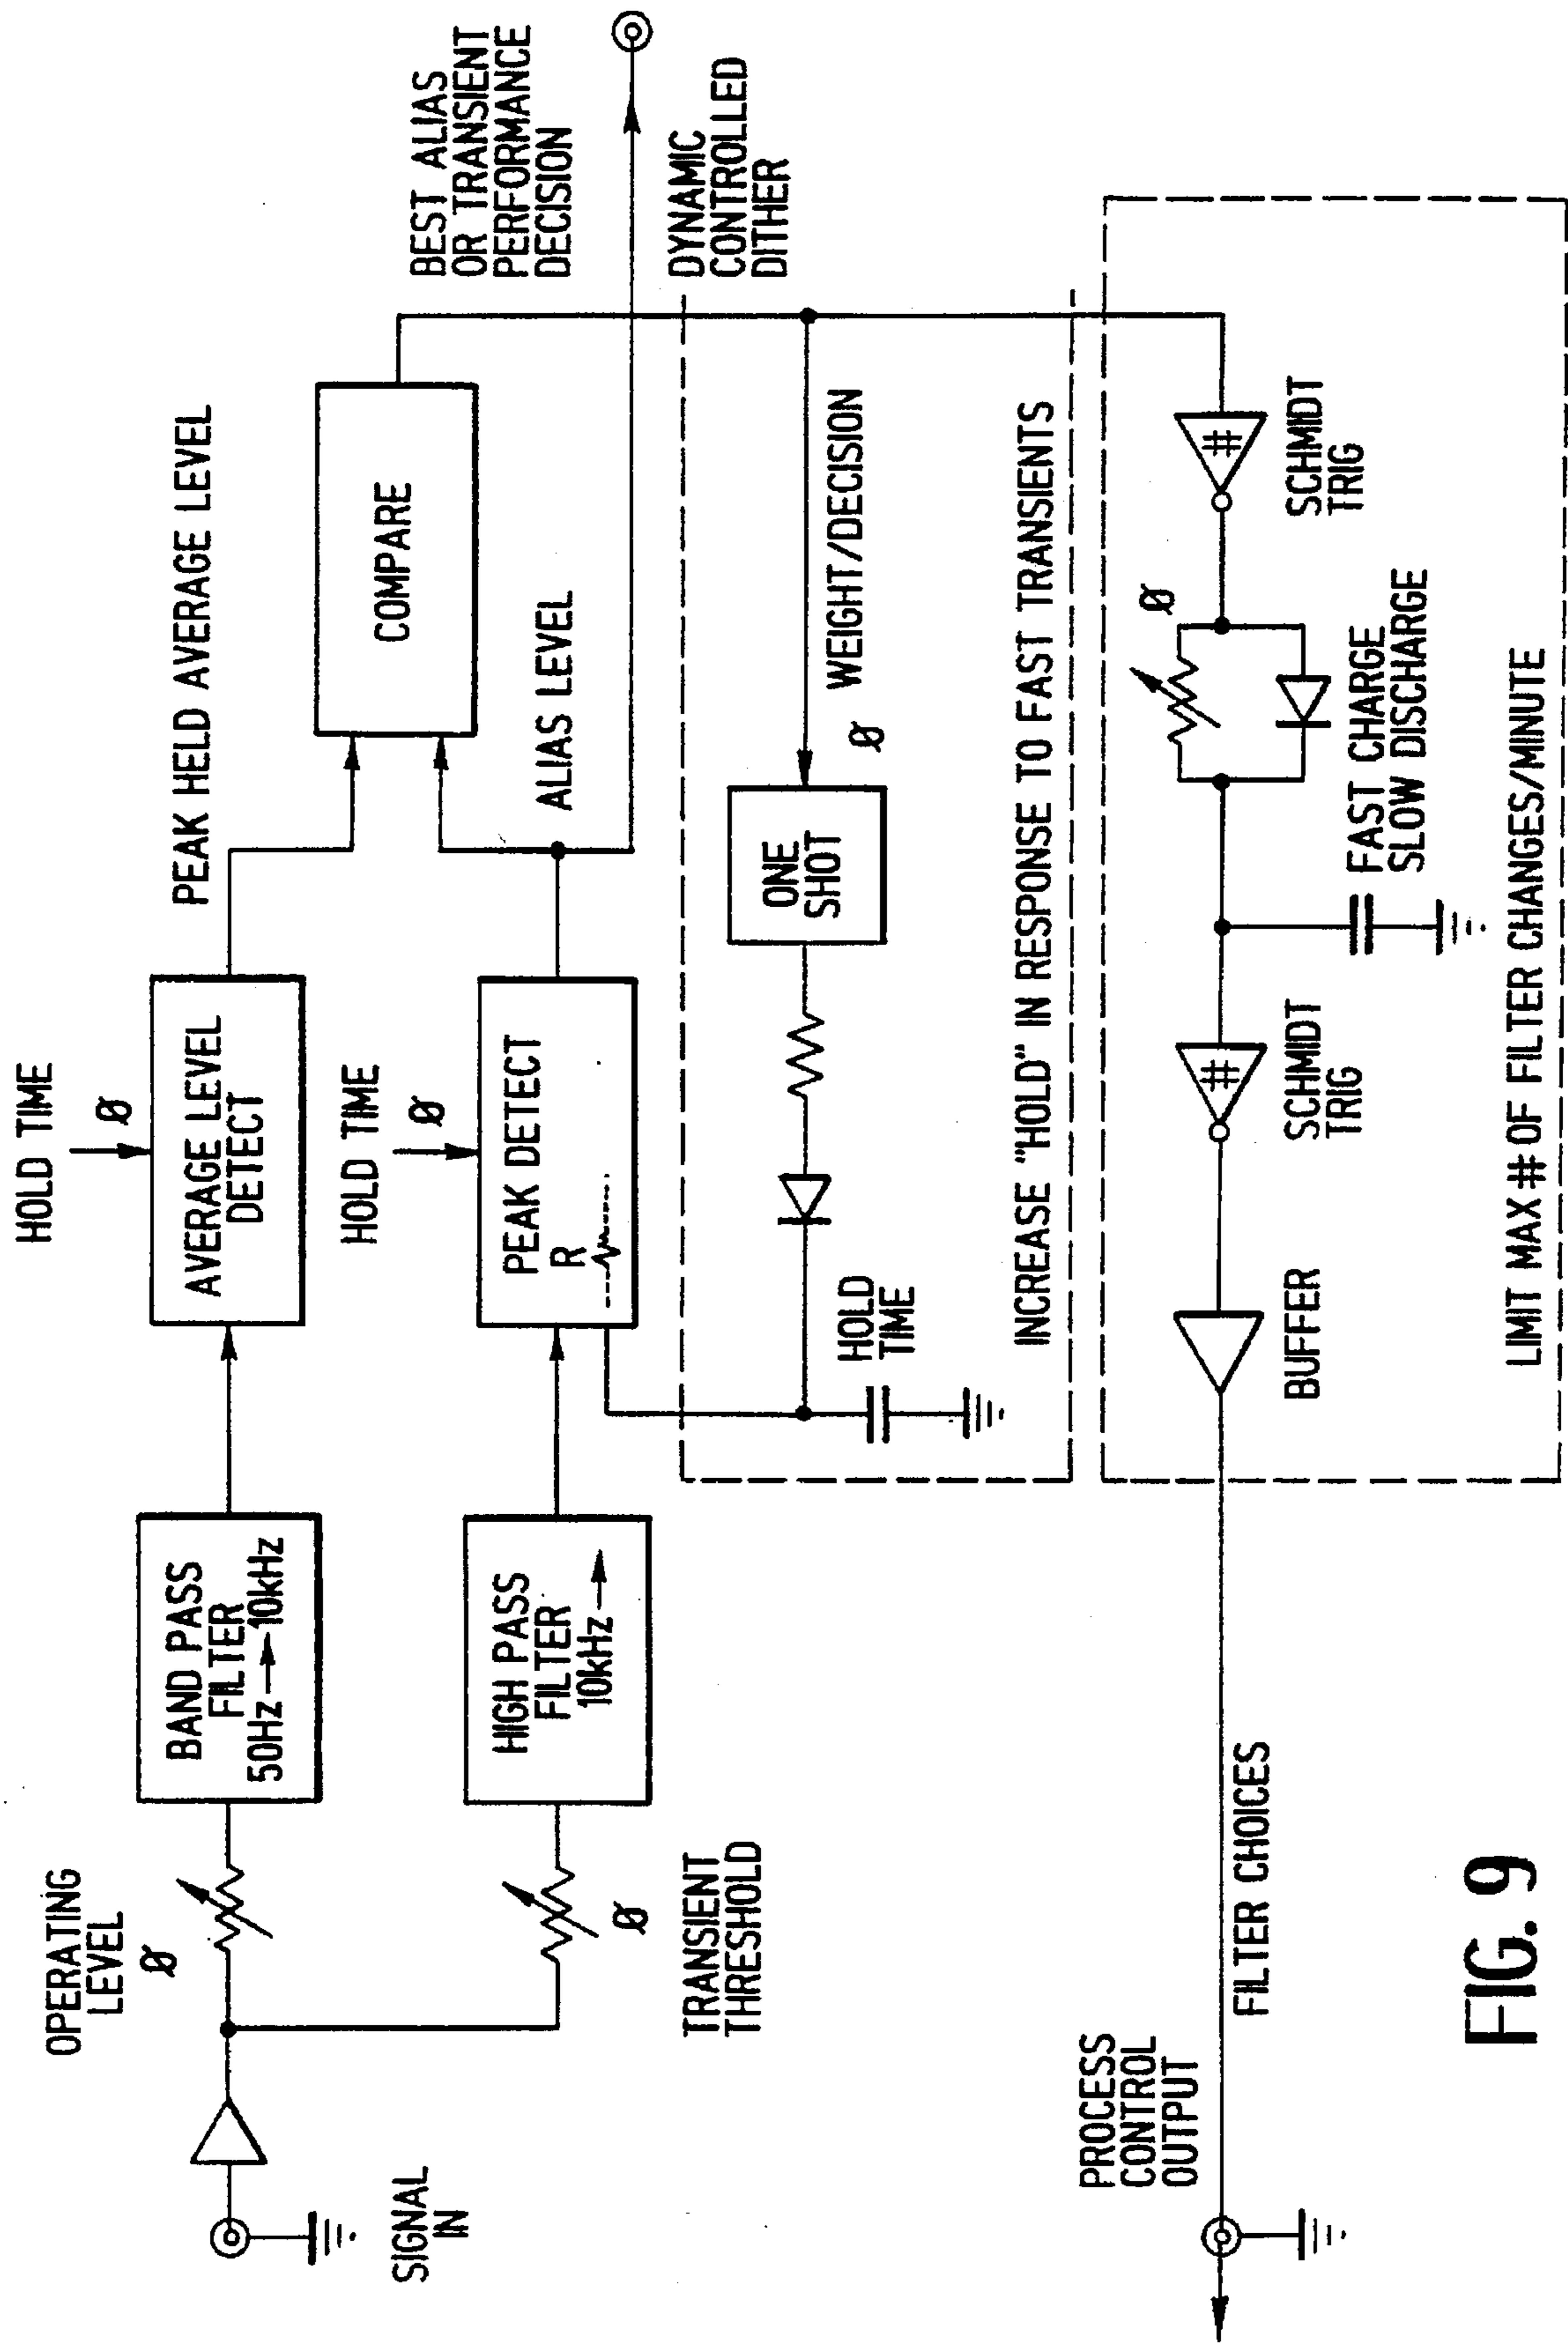 SIGNAL
IN
OPERATING
LEVEL
Ø
BAND PASS
FILTER
50Hz→10kHz
HOLD TIME
Ø
AVERAGE LEVEL
DETECT
PEAK HELD AVERAGE LEVEL
COMPARE
BEST ALIAS
OR TRANSIENT
PERFORMANCE
DECISION
Ø
TRANSIENT
THRESHOLD
HIGH PASS
FILTER
10kHz→
HOLD TIME
Ø
PEAK DETECT
R
ALIAS LEVEL
DYNAMIC
CONTROLLED
DITHER
HOLD
TIME
ONE
SHOT
Ø
WEIGHT/DECISION
INCREASE "HOLD" IN RESPONSE TO FAST TRANSIENTS
PROCESS
CONTROL
OUTPUT
FILTER CHOICES
BUFFER
SCHMIDT
TRIG
Ø
FAST CHARGE
SLOW DISCHARGE
SCHMIDT
TRIG
LIMIT MAX # OF FILTER CHANGES/MINUTE
FIG. 9